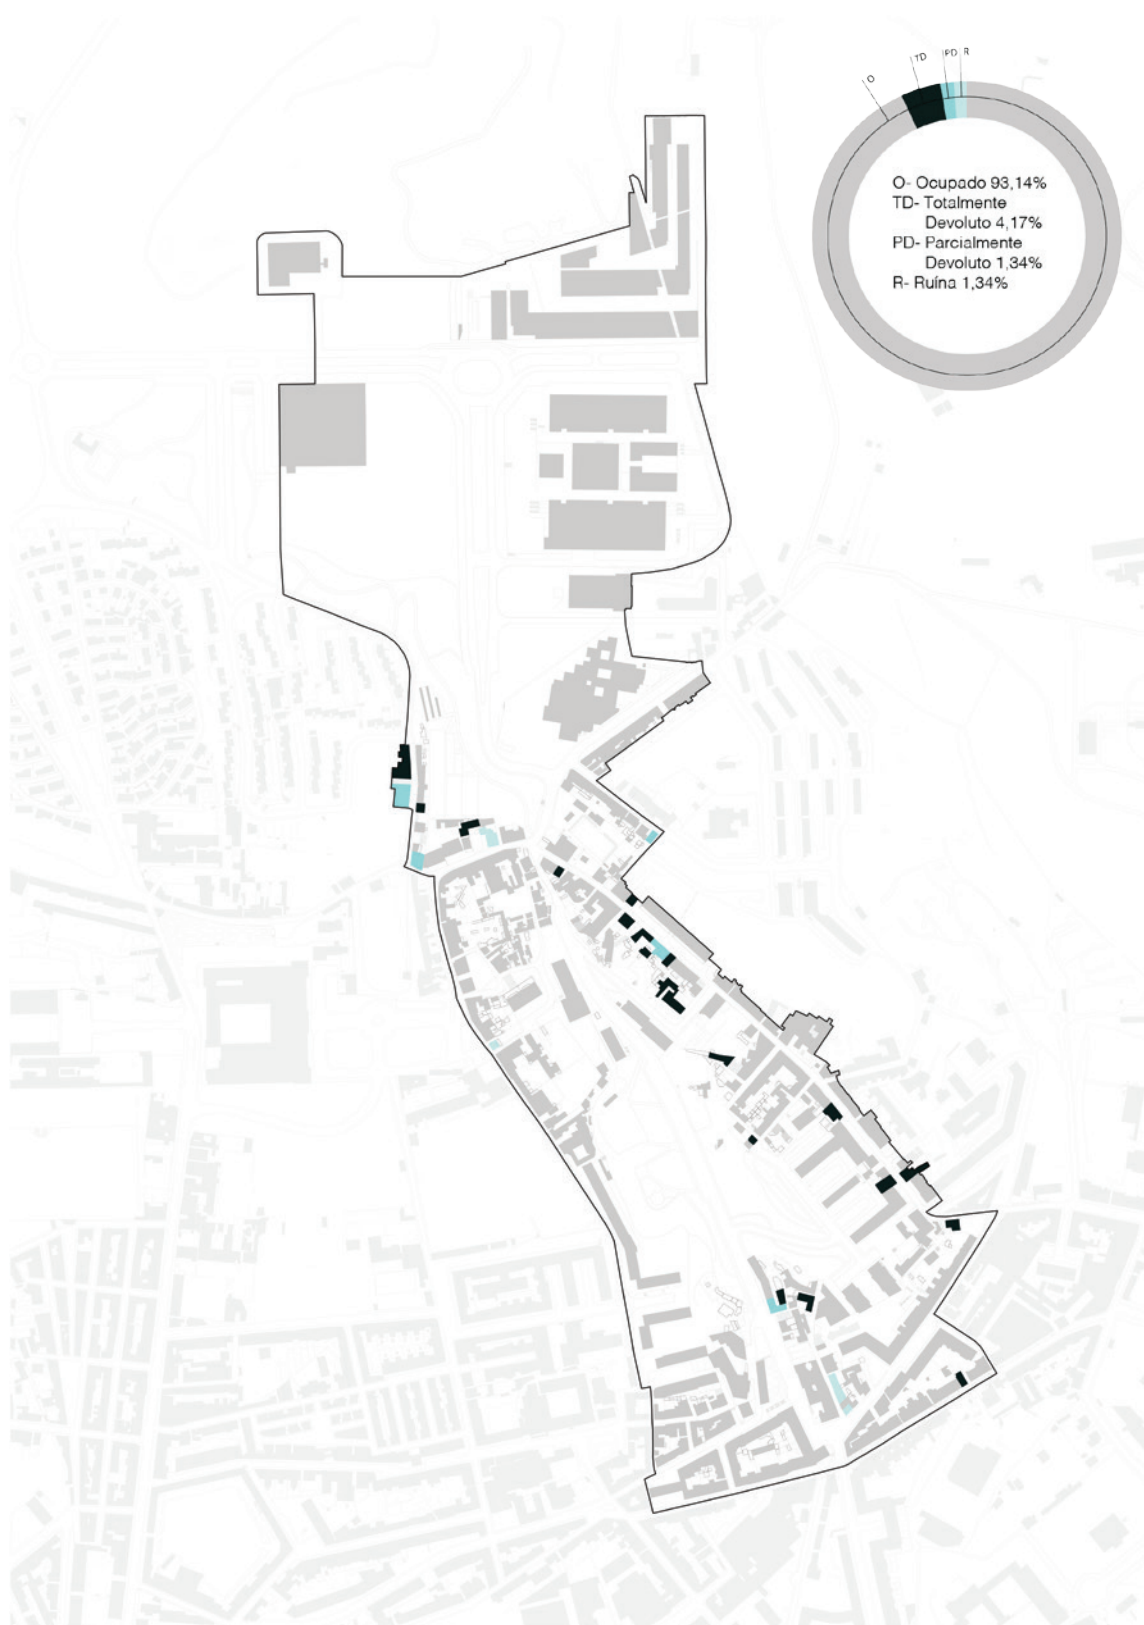 O
TD
PD
R
O- Ocupado 93,14%
TD- Totalmente
Devoluto 4,17%
PD- Parcialmente
Devoluto 1,34%
R- Ruína 1,34%